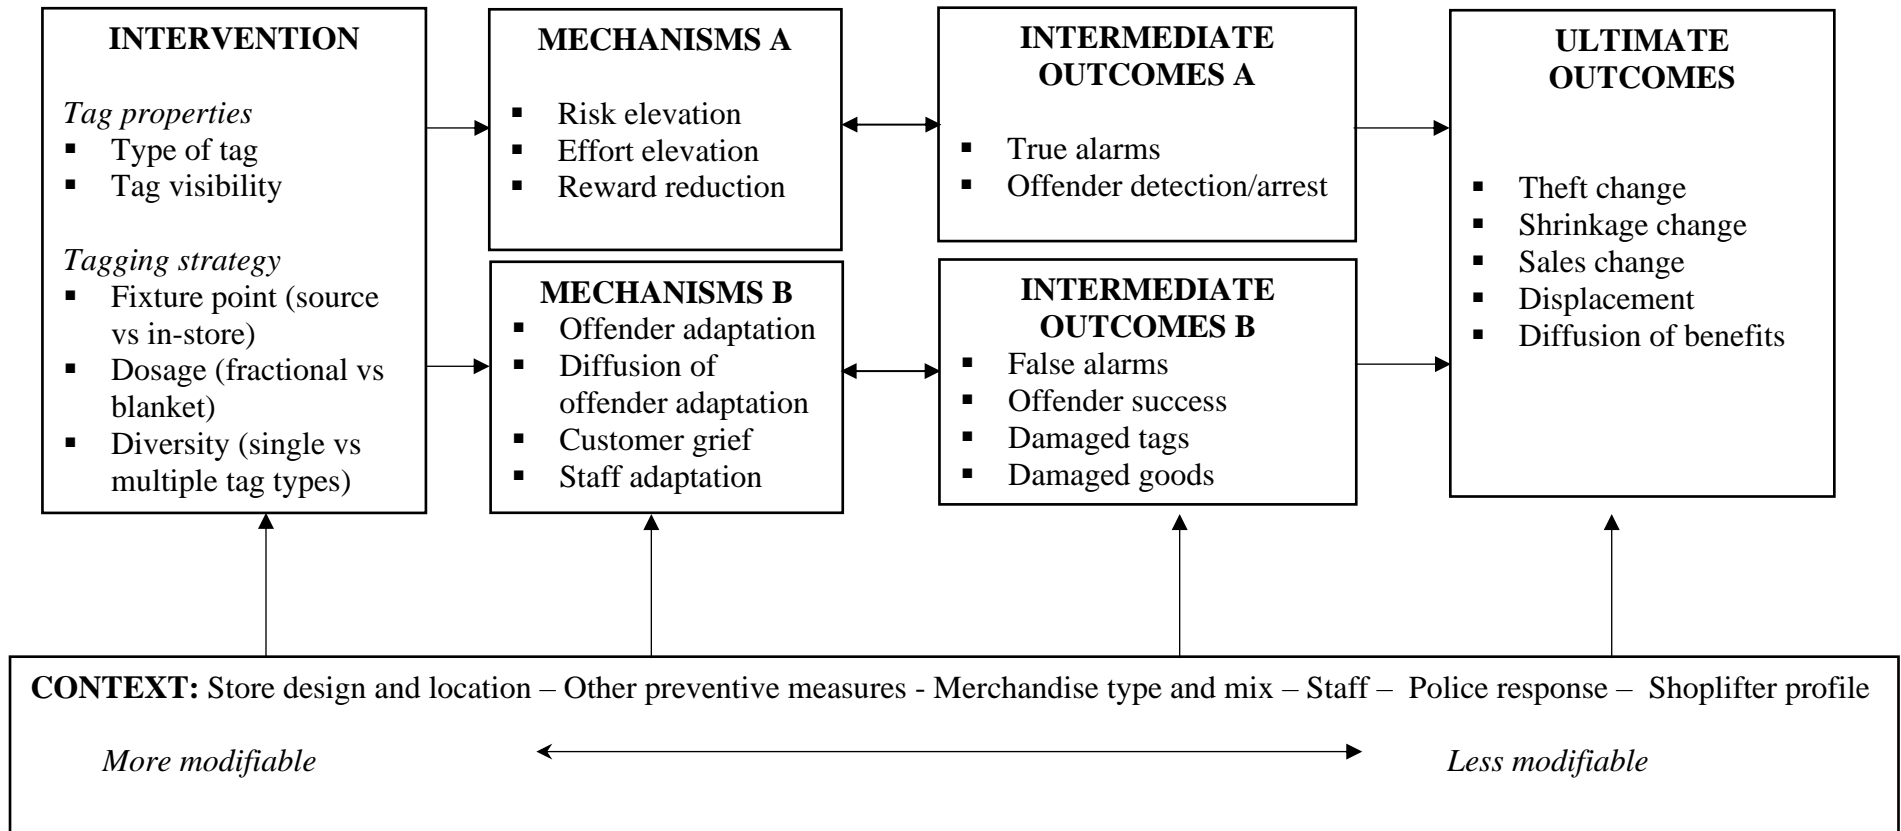 INTERVENTION
Tag properties
▪ Type of tag
▪ Tag visibility
Tagging strategy
▪ Fixture point (source
vs in-store)
▪ Dosage (fractional vs
blanket)
▪ Diversity (single vs
multiple tag types)
MECHANISMS A
▪ Risk elevation
▪ Effort elevation
▪ Reward reduction
MECHANISMS B
▪ Offender adaptation
▪ Diffusion of
offender adaptation
▪ Customer grief
▪ Staff adaptation
INTERMEDIATE
OUTCOMES A
▪ True alarms
▪ Offender detection/arrest
INTERMEDIATE
OUTCOMES B
▪ False alarms
▪ Offender success
▪ Damaged tags
▪ Damaged goods
ULTIMATE
OUTCOMES
▪ Theft change
▪ Shrinkage change
▪ Sales change
▪ Displacement
▪ Diffusion of benefits
CONTEXT: Store design and location – Other preventive measures - Merchandise type and mix – Staff – Police response – Shoplifter profile
More modifiable
Less modifiable